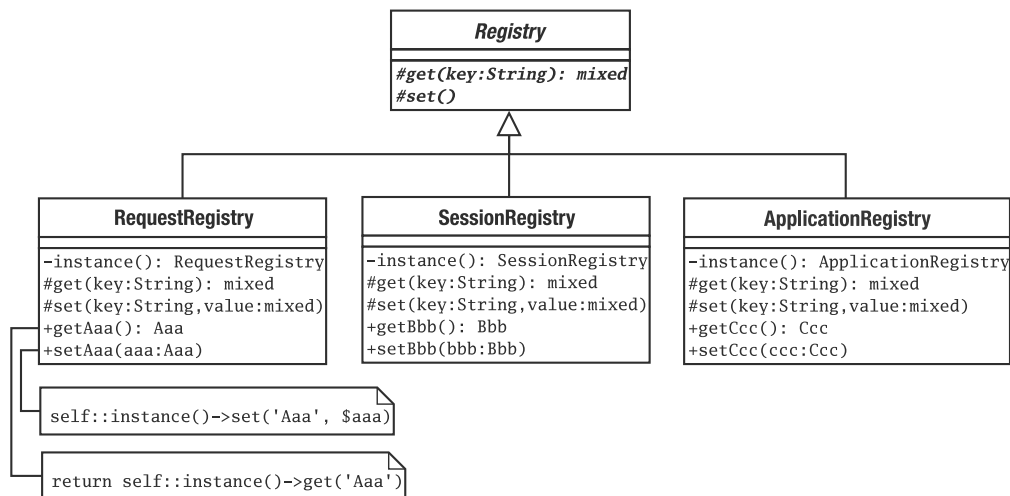 Registry
#get(key:String): mixed
#set()
RequestRegistry
-instance(): RequestRegistry
#get(key:String): mixed
#set(key:String,value:mixed)
+getAaa(): Aaa
+setAaa(aaa:Aaa)
SessionRegistry
-instance(): SessionRegistry
#get(key:String): mixed
#set(key:String,value:mixed)
+getBbb(): Bbb
+setBbb(bbb:Bbb)
ApplicationRegistry
-instance(): ApplicationRegistry
#get(key:String): mixed
#set(key:String,value:mixed)
+getCcc(): Ccc
+setCcc(ccc:Ccc)
self::instance()->set('Aaa', $aaa)
return self::instance()->get('Aaa')